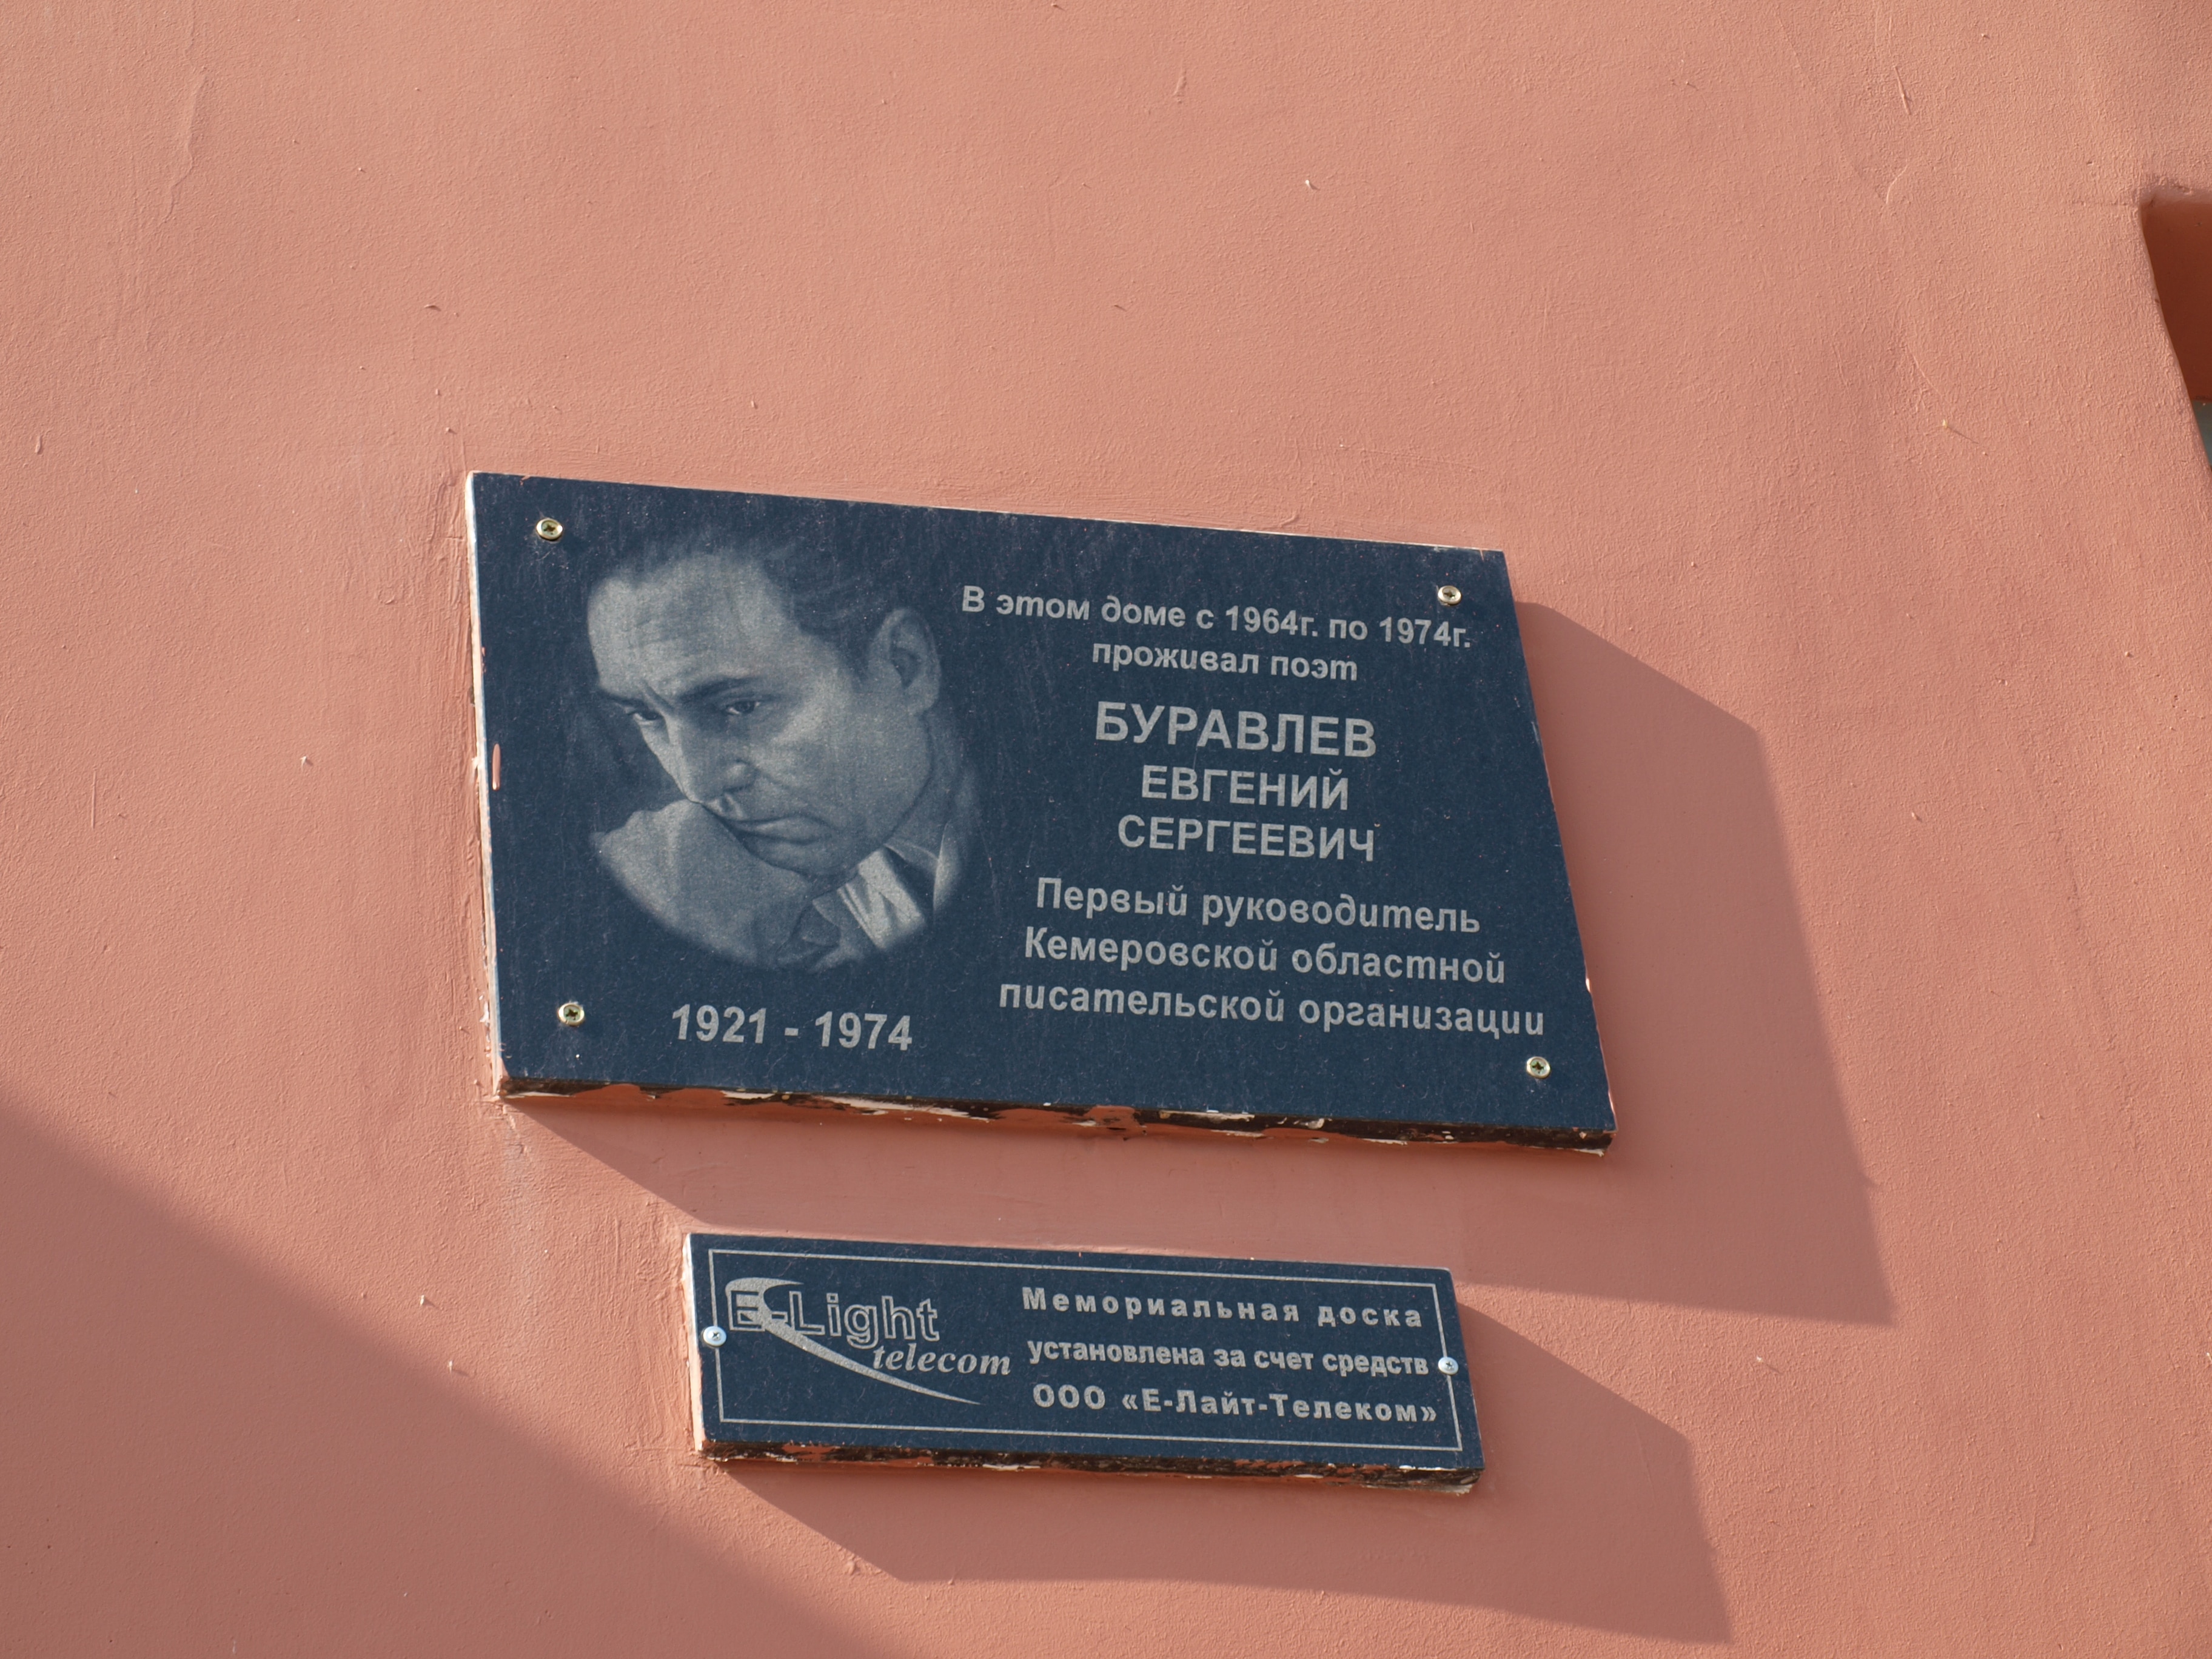 В этом доме с 1964г. по 1974г.
проживал поэт
БУРАВЛЕВ
ЕВГЕНИЙ
СЕРГЕЕВИЧ
Первый руководитель
Кемеровской областной
писательской организации
1921 - 1974
E-Light
telecom
Мемориальная доска
установлена за счет средств
ООО «Е-Лайт-Телеком»